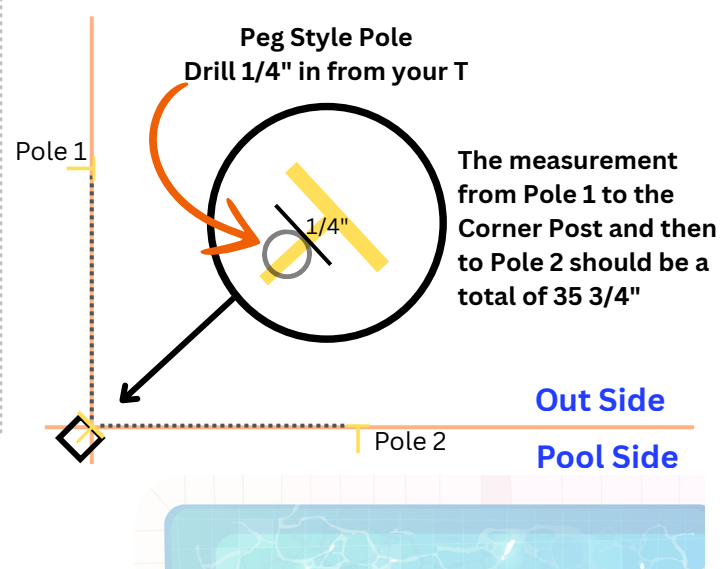 Peg Style Pole
Drill 1/4" in from your T
Pole 1
1/4"
The measurement
from Pole 1 to the
Corner Post and then
to Pole 2 should be a
total of 35 3/4"
Out Side
Pole 2
Pool Side